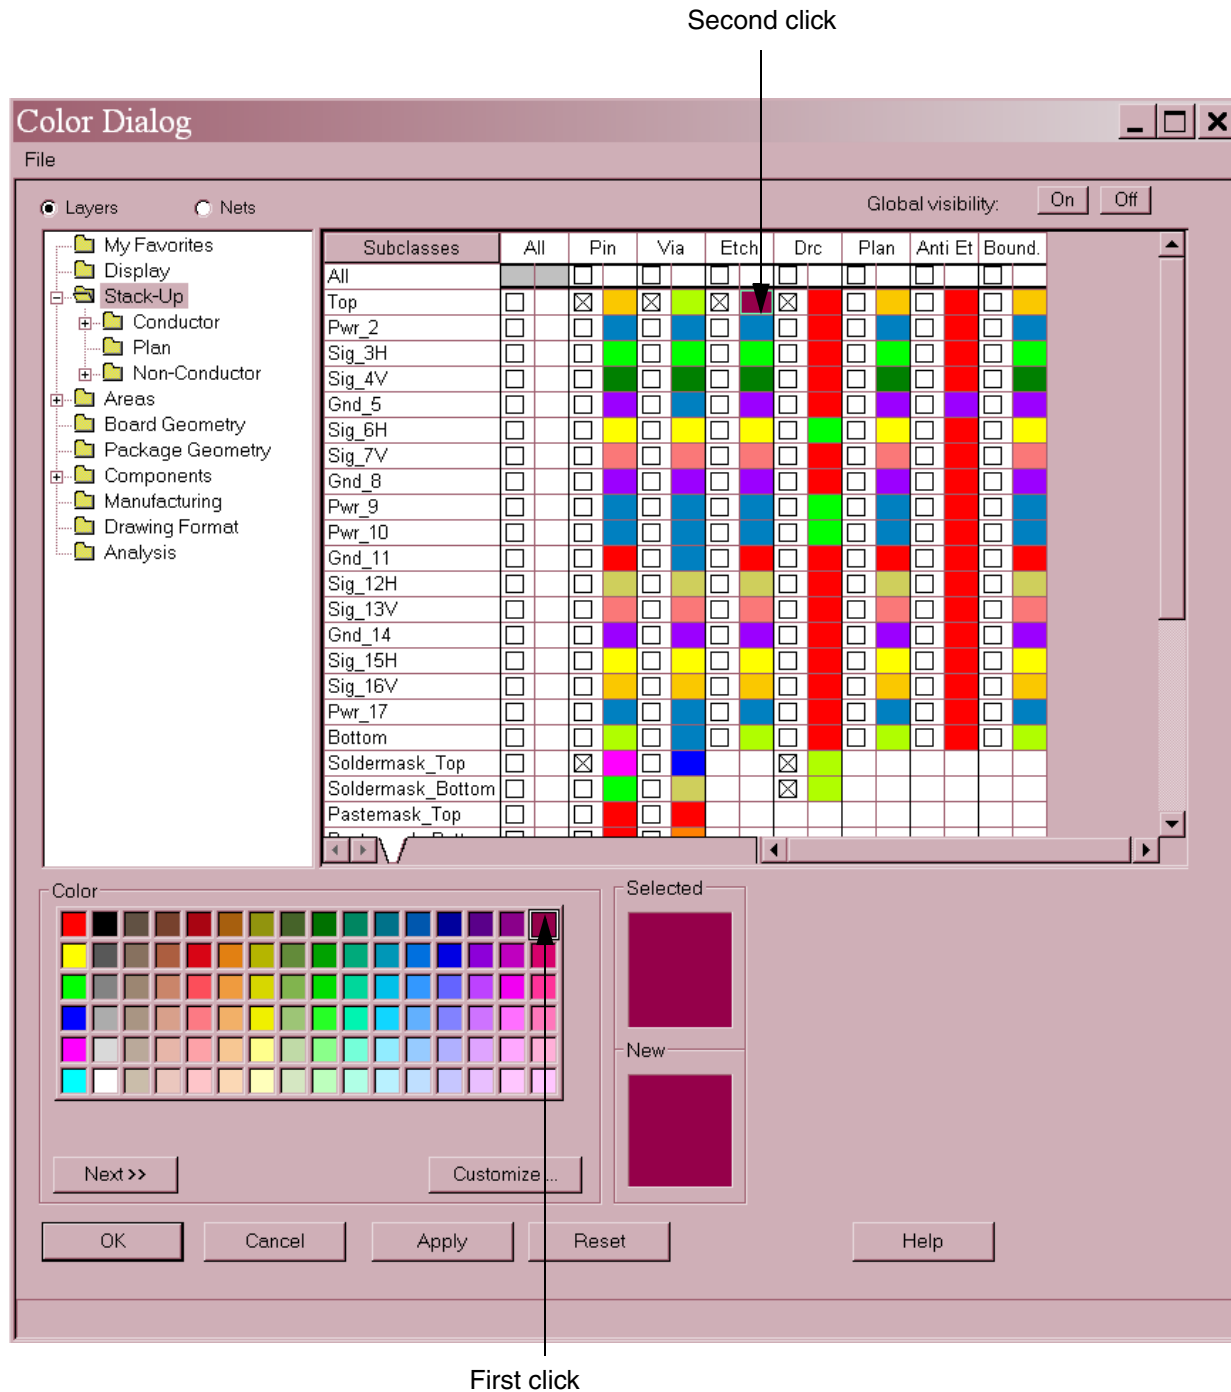 Second click
Color Dialog
File
Layers Nets Global visibility: On Off
My Favorites
Display
Stack-Up
Conductor
Plan
Non-Conductor
Areas
Board Geometry
Package Geometry
Components
Manufacturing
Drawing Format
Analysis
Subclasses All Pin Via Etch Drc Plan Anti Et Bound.
All
Top
Pwr_2
Sig_3H
Sig_4V
Gnd_5
Sig_6H
Sig_7V
Gnd_8
Pwr_9
Pwr_10
Gnd_11
Sig_12H
Sig_13V
Gnd_14
Sig_15H
Sig_16V
Pwr_17
Bottom
Soldermask_Top
Soldermask_Bottom
Pastemask_Top
Color
Selected
New
Next >> Customize ...
OK Cancel Apply Reset Help
First click